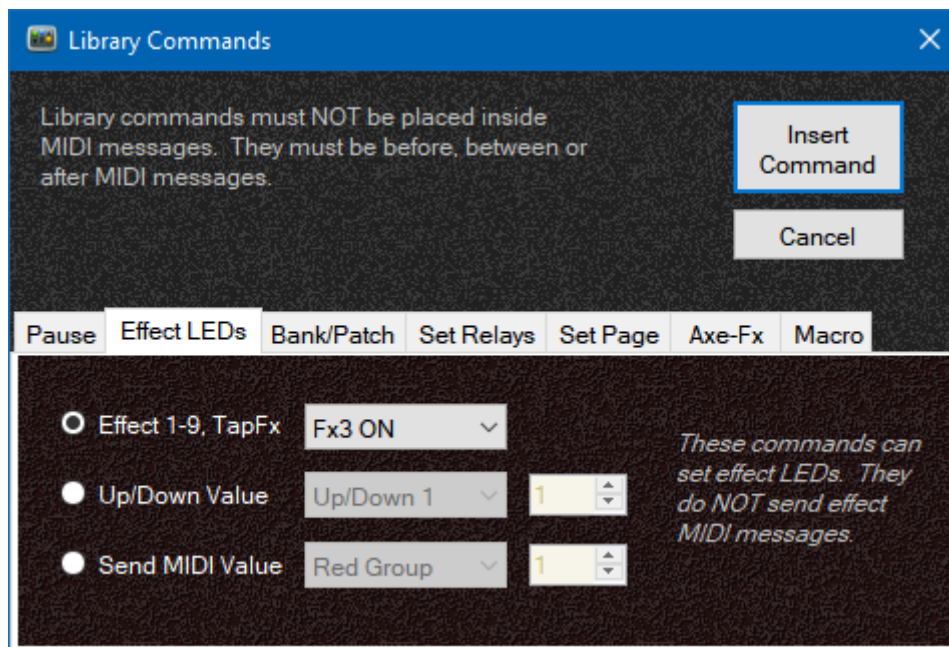 Library Commands
Library commands must NOT be placed inside
MIDI messages.  They must be before, between or
after MIDI messages.
Insert
Command
Cancel
Pause Effect LEDs Bank/Patch Set Relays Set Page Axe-Fx Macro
Effect 1-9, TapFx Fx3 ON
Up/Down Value Up/Down 1 1
Send MIDI Value Red Group 1
These commands can
set effect LEDs.  They
do NOT send effect
MIDI messages.